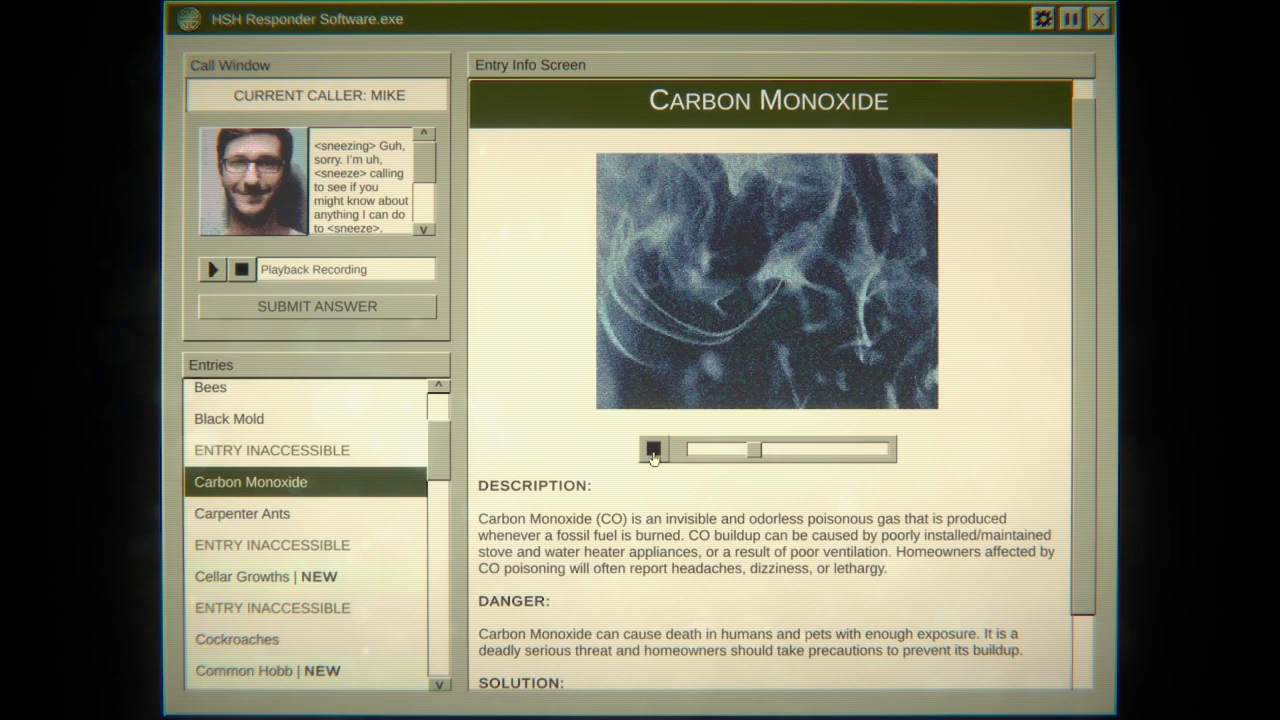 HSH Responder Software.exe
Call Window
CURRENT CALLER: MIKE
<sneezing> Guh,
sorry. I'm uh,
<sneeze> calling
to see if you
might know about
anything I can do
to <sneeze>.
Playback Recording
SUBMIT ANSWER
Entries
Bees
Black Mold
ENTRY INACCESSIBLE
Carbon Monoxide
Carpenter Ants
ENTRY INACCESSIBLE
Cellar Growths | NEW
ENTRY INACCESSIBLE
Cockroaches
Common Hobb | NEW
Entry Info Screen
CARBON MONOXIDE
DESCRIPTION:
Carbon Monoxide (CO) is an invisible and odorless poisonous gas that is produced
whenever a fossil fuel is burned. CO buildup can be caused by poorly installed/maintained
stove and water heater appliances, or a result of poor ventilation. Homeowners affected by
CO poisoning will often report headaches, dizziness, or lethargy.
DANGER:
Carbon Monoxide can cause death in humans and pets with enough exposure. It is a
deadly serious threat and homeowners should take precautions to prevent its buildup.
SOLUTION: